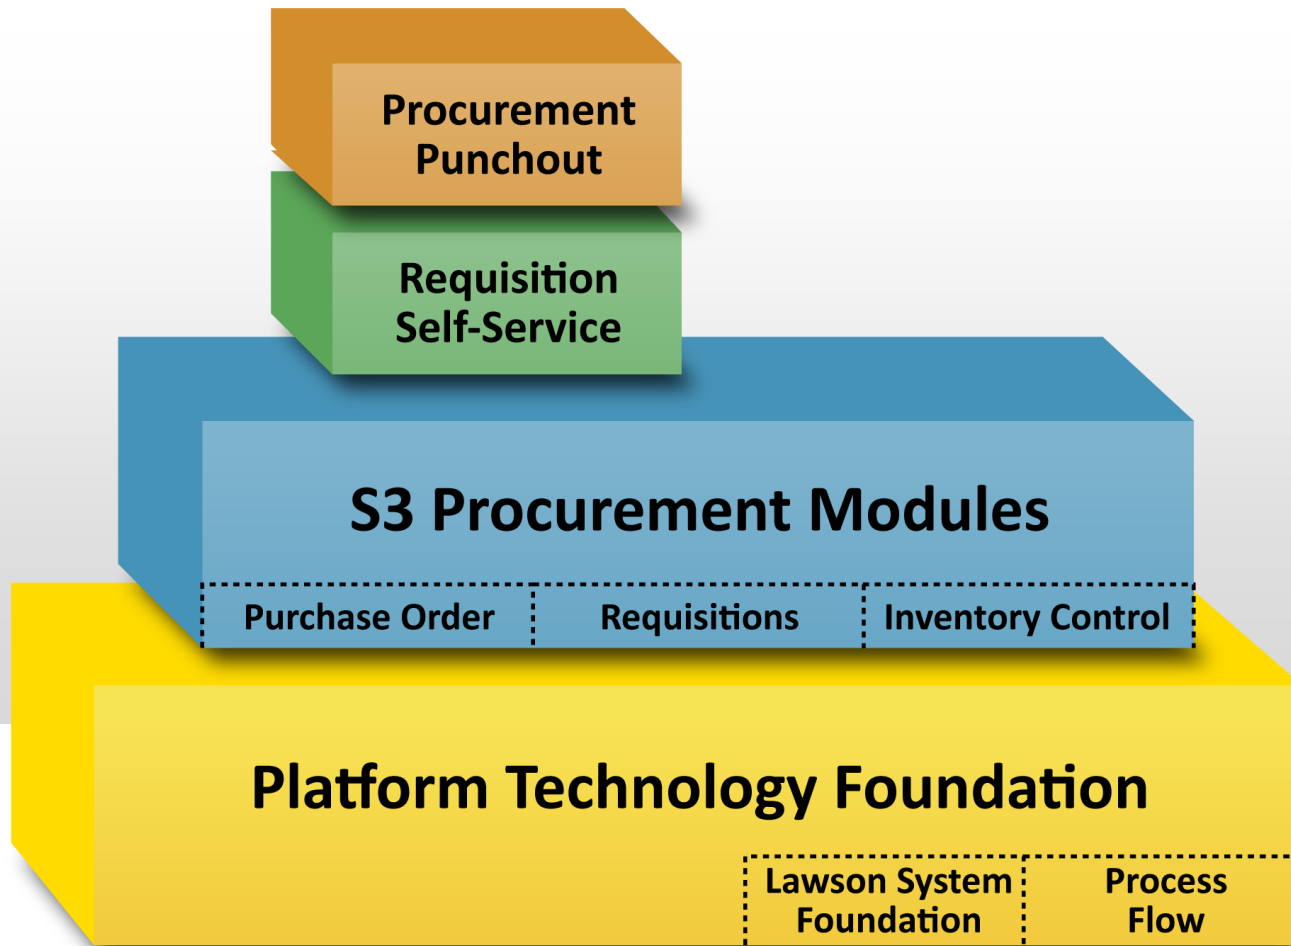 Procurement
Punchout
Requisition
Self-Service
S3 Procurement Modules
Purchase Order
Requisitions
Inventory Control
Platform Technology Foundation
Lawson System
Foundation
Process
Flow